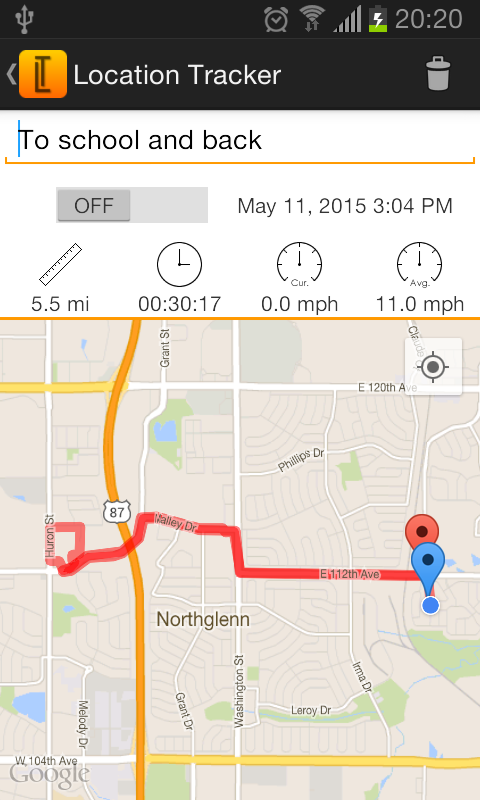 20:20
Location Tracker
To school and back
OFF
May 11, 2015 3:04 PM
Cur.
Avg.
5.5 mi
00:30:17
0.0 mph
11.0 mph
Grant St
E 120th Ave
Phillips Dr
Huron St
87
Malley Dr
E 112th Ave
Northglenn
Washington St
Irma Dr
Grant Dr
Melody Dr
Leroy Dr
W 104th Ave
Google